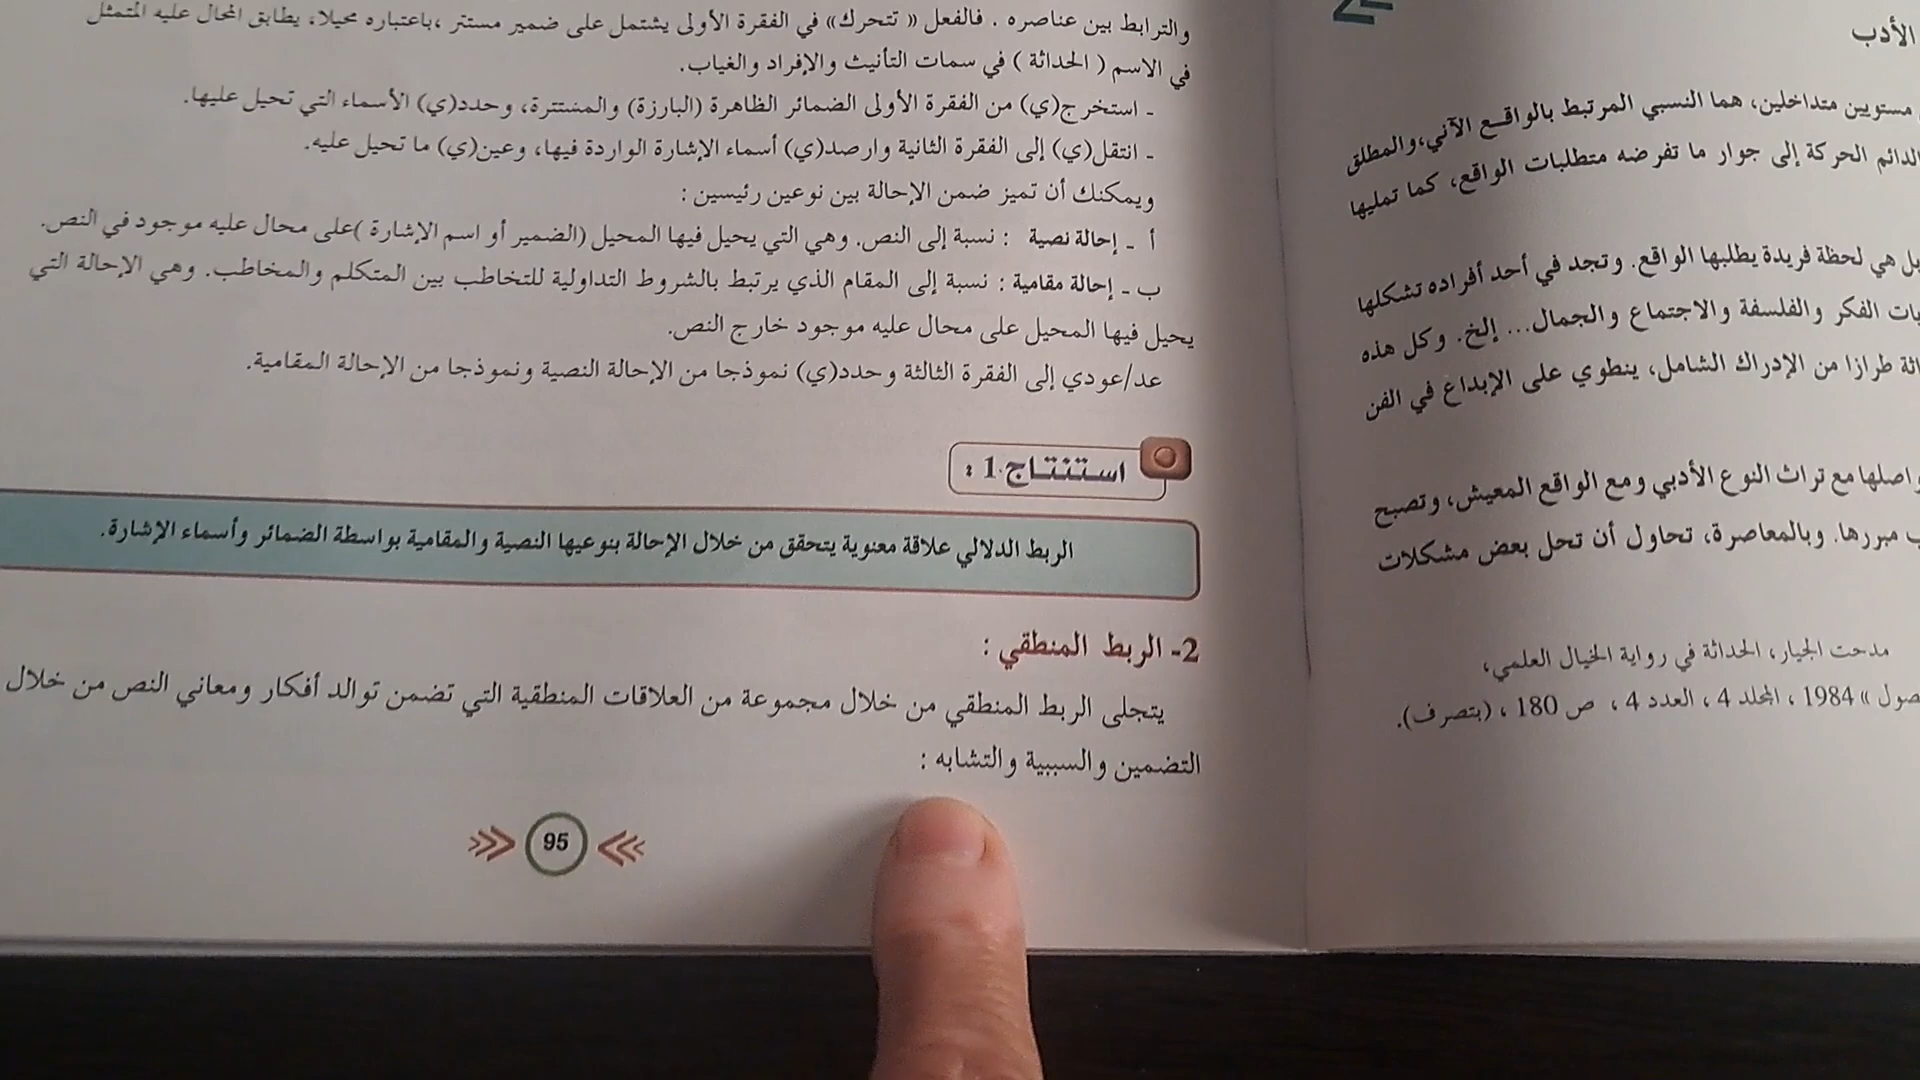 الأدب
مستويين متداخلين، هما النسبي المرتبط بالواقع الآني، والمطلق
الدائم الحركة إلى جوار ما تفرضه متطلبات الواقع، كما تمليها
بل هي لحظة فريدة يطلبها الواقع. وتجد في أحد أفراده تشكلها
الفكر والفلسفة والاجتماع والجمال... إلخ. وكل هذه
طرازا من الإدراك الشامل، ينطوي على الإبداع في الفن
مع تراث النوع الأدبي ومع الواقع المعيش، وتصبح
مبررها. وبالمعاصرة، تحاول أن تحل بعض مشكلات
مدحت الجيار، الحداثة في رواية الخيال العلمي،
1984 ، المجلد 4 ، العدد 4 ، ص 180 ، (بتصرف).
والترابط بين عناصره . فالفعل « تتحرك» في الفقرة الأولى يشتمل على ضمير مستتر ،باعتباره محيلا، يطابق المحال عليه المتمثل
في الاسم ( الحداثة ) في سمات التأنيث والإفراد والغياب.
ـ استخرج(ي) من الفقرة الأولى الضمائر الظاهرة (البارزة) والمستترة، وحدد(ي) الأسماء التي تحيل عليها.
ـ انتقل(ي) إلى الفقرة الثانية وارصد(ي) أسماء الإشارة الواردة فيها، وعين(ي) ما تحيل عليه.
ويمكنك أن تميز ضمن الإحالة بين نوعين رئيسين :
أ ـ إحالة نصية : نسبة إلى النص. وهي التي يحيل فيها المحيل (الضمير أو اسم الإشارة )على محال عليه موجود في النص.
ب ـ إحالة مقامية : نسبة إلى المقام الذي يرتبط بالشروط التداولية للتخاطب بين المتكلم والمخاطب. وهي الإحالة التي
يحيل فيها المحيل على محال عليه موجود خارج النص.
عد/عودي إلى الفقرة الثالثة وحدد(ي) نموذجا من الإحالة النصية ونموذجا من الإحالة المقامية.
استنتاج 1 :
الربط الدلالي علاقة معنوية يتحقق من خلال الإحالة بنوعيها النصية والمقامية بواسطة الضمائر وأسماء الإشارة.
2- الربط المنطقي :
يتجلى الربط المنطقي من خلال مجموعة من العلاقات المنطقية التي تضمن توالد أفكار ومعاني النص من خلال
التضمين والسببية والتشابه :
95